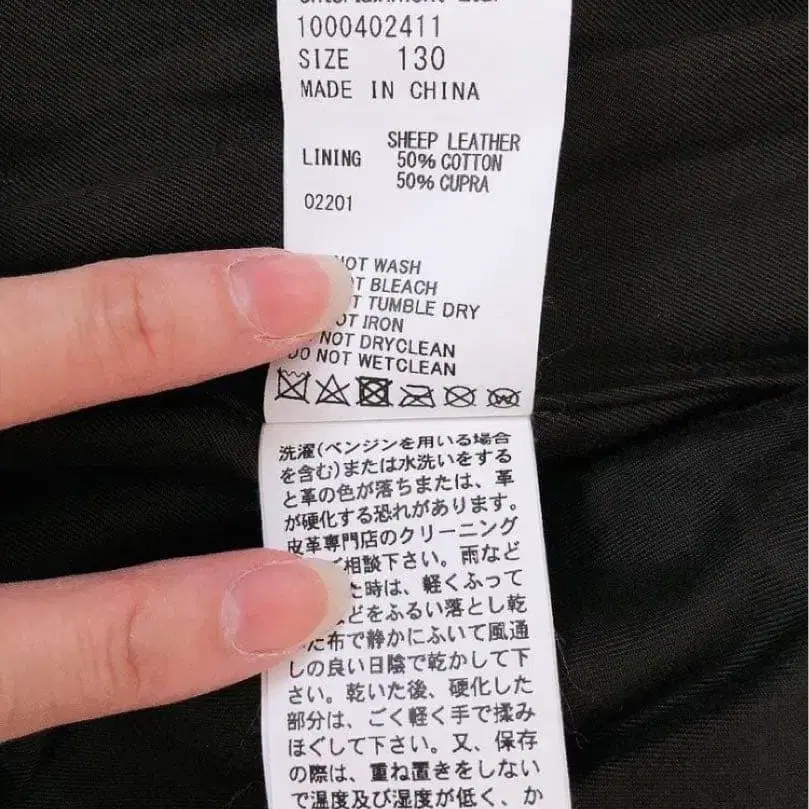 1000402411
SIZE 130
MADE IN CHINA
SHEEP LEATHER
LINING 50% COTTON
50% CUPRA
02201
NOT WASH
BLEACH
TUMBLE DRY
IRON
NOT DRYCLEAN
DO NOT WETCLEAN
洗濯(ベンジンを用いる場合
を含む)または水洗いをする
と革の色が落ちまたは、革
が硬化する恐れがあります。
皮革専門店のクリーニング
ご相談下さい。雨など
た時は、軽くふって
どをふるい落とし乾
た布で静かにふいて風通
しの良い日陰で乾かして下
さい。乾いた後、硬化した
部分は、ごく軽く手で揉み
ほぐして下さい。又、保存
の際は、重ね置きをしない
で温度及び湿度が低く、か